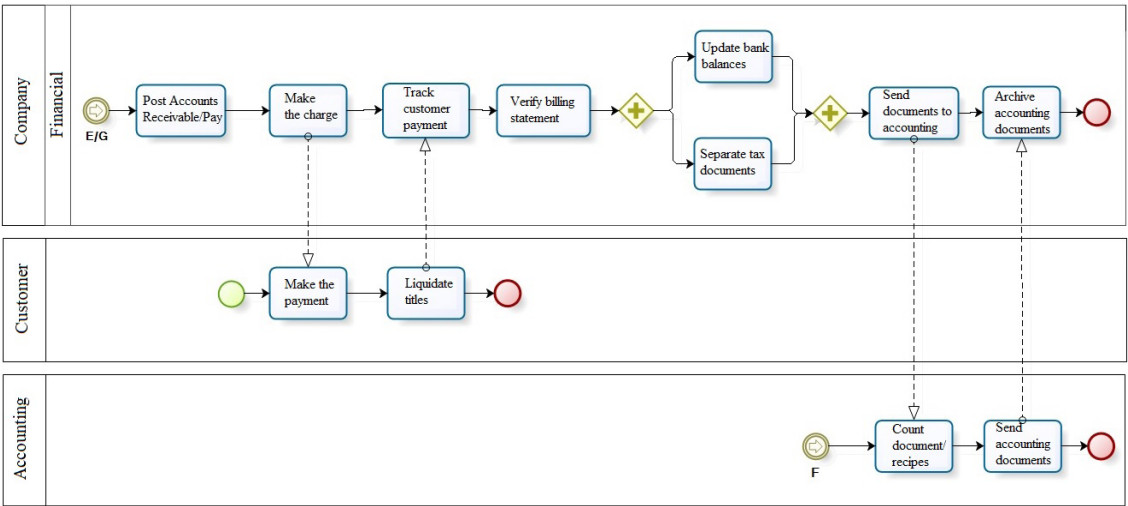 Company
Financial
E/G
Post Accounts
Receivable/Pay
Make
the charge
Track
customer
payment
Verify billing
statement
Update bank
balances
Separate tax
documents
Send
documents to
accounting
Archive
accounting
documents
Customer
Make the
payment
Liquidate
titles
Accounting
F
Count
document/
recipes
Send
accounting
documents